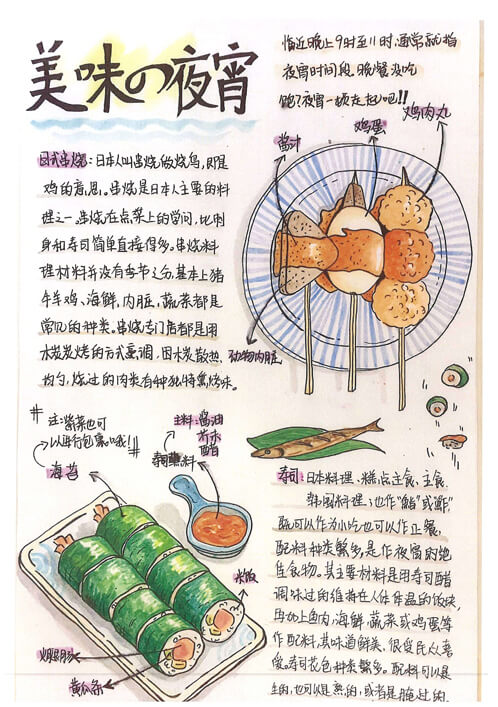 美味の夜宵
临近晚上9时至11时,通常就指
夜宵时间段。晚餐没吃
饱?夜宵一顿走起吧!!
酱汁
鸡蛋
鸡肉丸
动物内脏
日式串烧:日本人叫串烧做烧鸟,即是
鸡的意思。串烧是日本人主要的料
理之一。串烧在点菜上的学问,比刺
身和寿司简单直接得多。串烧料
理材料并没有季节之分,基本上猪
牛羊鸡、海鲜,内脏,蔬菜都是
常见的种类。串烧专门店都是用
木炭炭烤的方式烹调,因木炭散热
均匀,烧过的肉类有种独特熏烧味。
#注:紫菜也可
以进行包裹哦!#
海苔
主料:酱油
芥末
醋
寿司蘸料
米饭
黄瓜条
寿司:日本料理、糕点主食、主食、
韩国料理;也作"鮨"或"鮓",
既可以作为小吃也可以作正餐,
配料种类繁多,是作夜宵的绝
佳食物。其主要材料是用寿司醋
调味过的维持在人体体温的饭块,
再加上鱼肉,海鲜,蔬菜或鸡蛋等
作配料,其味道鲜美,很受民众喜
爱。寿司花色种类繁多。配料可以是
生的,也可以是熟的,或者是腌过的。